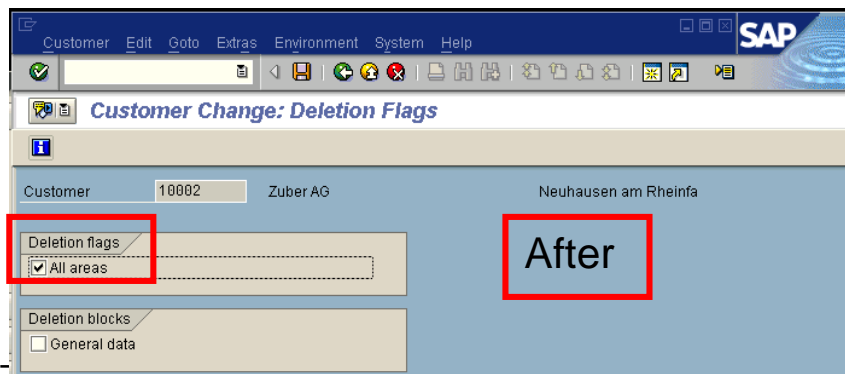 Customer Edit Goto Extras Environment System Help
SAP
Customer Change: Deletion Flags
Customer 10002 Zuber AG Neuhausen am Rheinfa
Deletion flags
All areas
After
Deletion blocks
General data